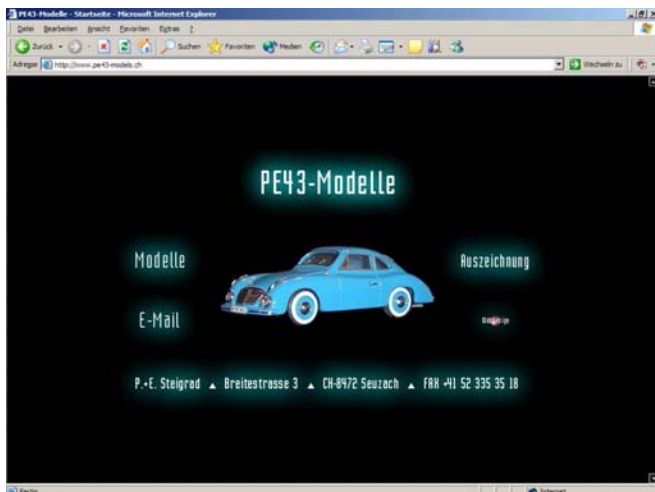 PE43-Modelle - Startseite - Microsoft Internet Explorer
Datei Bearbeiten Ansicht Favoriten Extras ?
Zurück Suchen Favoriten Medien
Adresse http://www.pe43-models.ch Wechseln zu
PE43-Modelle
Modelle
Auszeichnung
E-Mail
P.+E. Steigrad ▲ Breitestrasse 3 ▲ CH-8472 Seuzach ▲ FAX +41 52 335 35 18
Fertig Internet